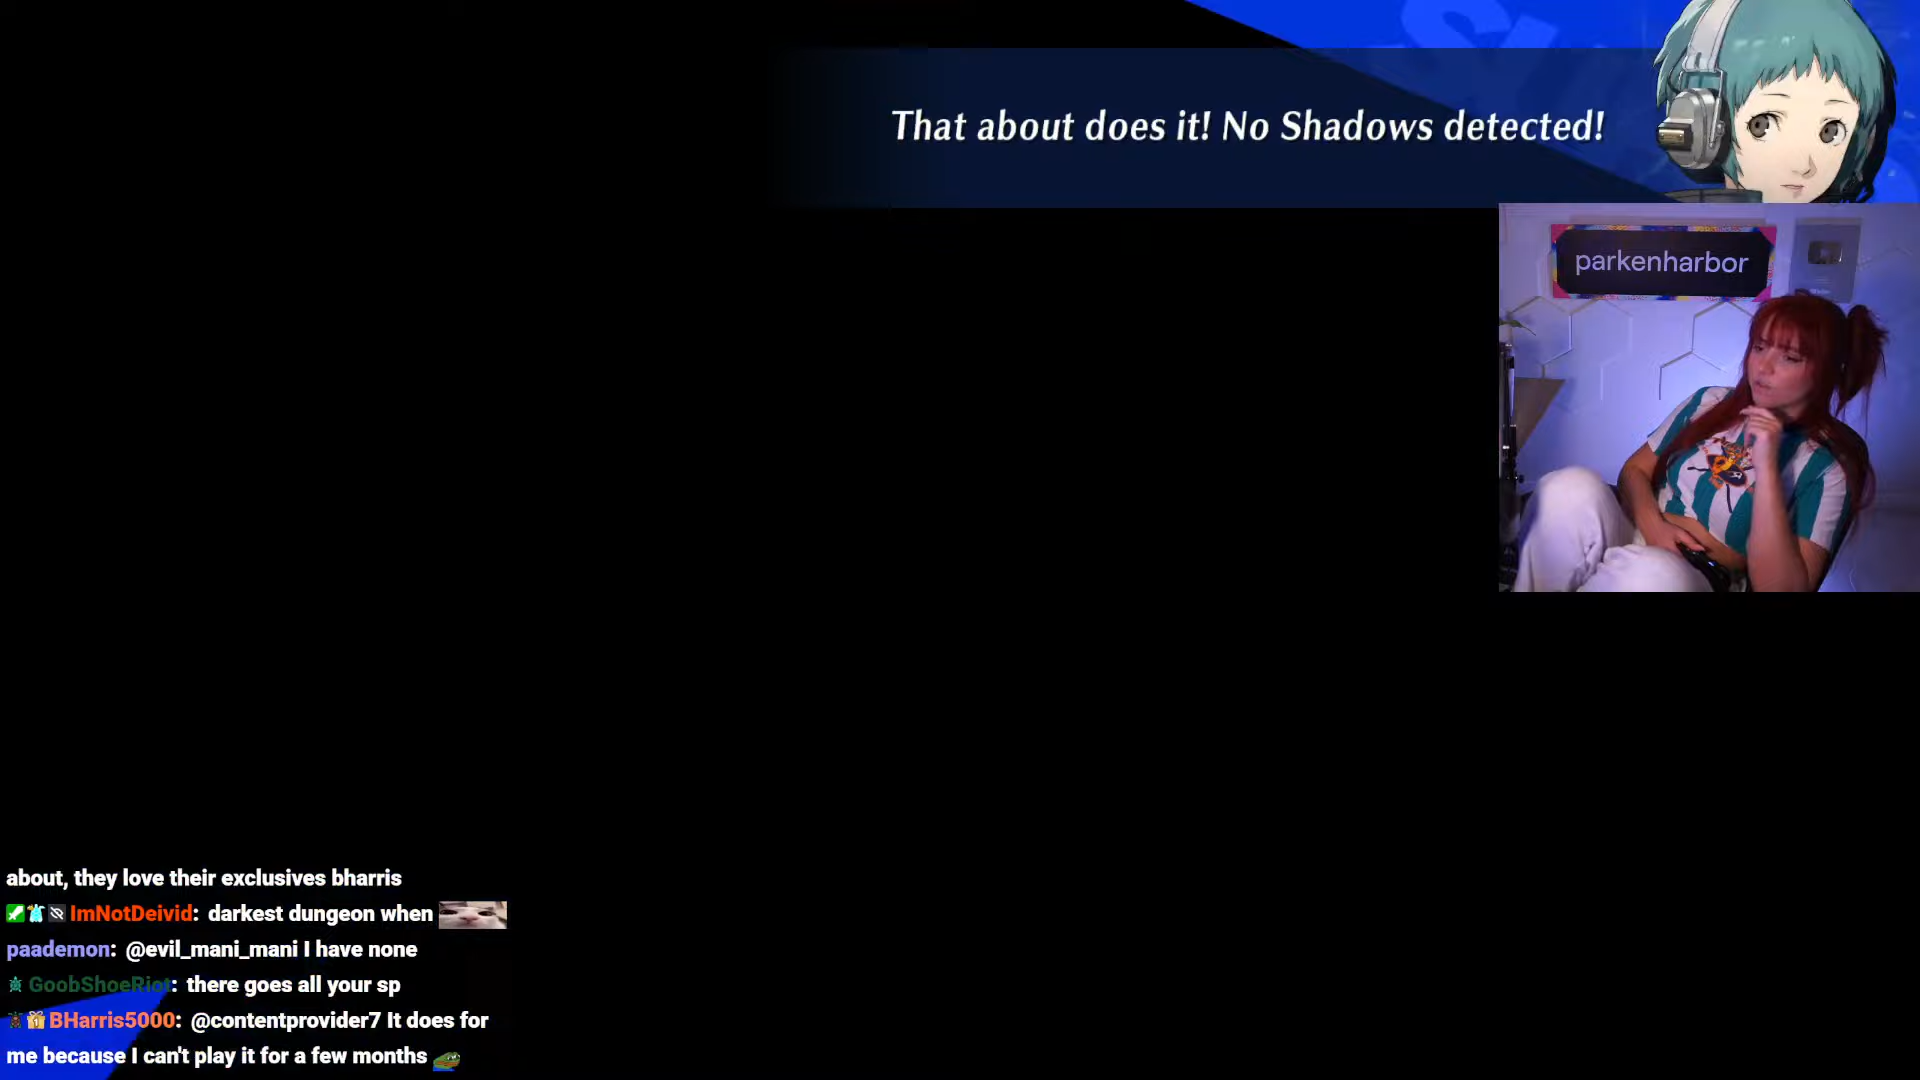 That about does it! No Shadows detected!
parkenharbor
about, they love their exclusives bharris
ImNotDeivid: darkest dungeon when
paademon: @evil_mani_mani I have none
GoobShoeRiot: there goes all your sp
BHarris5000: @contentprovider7 It does for
me because I can't play it for a few months